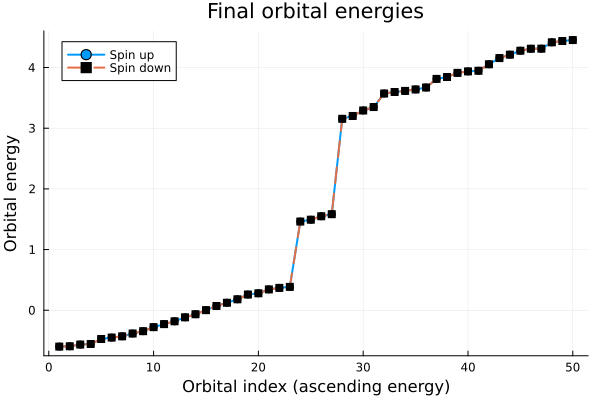 Final orbital energies
Spin up
Spin down
Orbital energy
4
3
2
1
0
0
10
20
30
40
50
Orbital index (ascending energy)